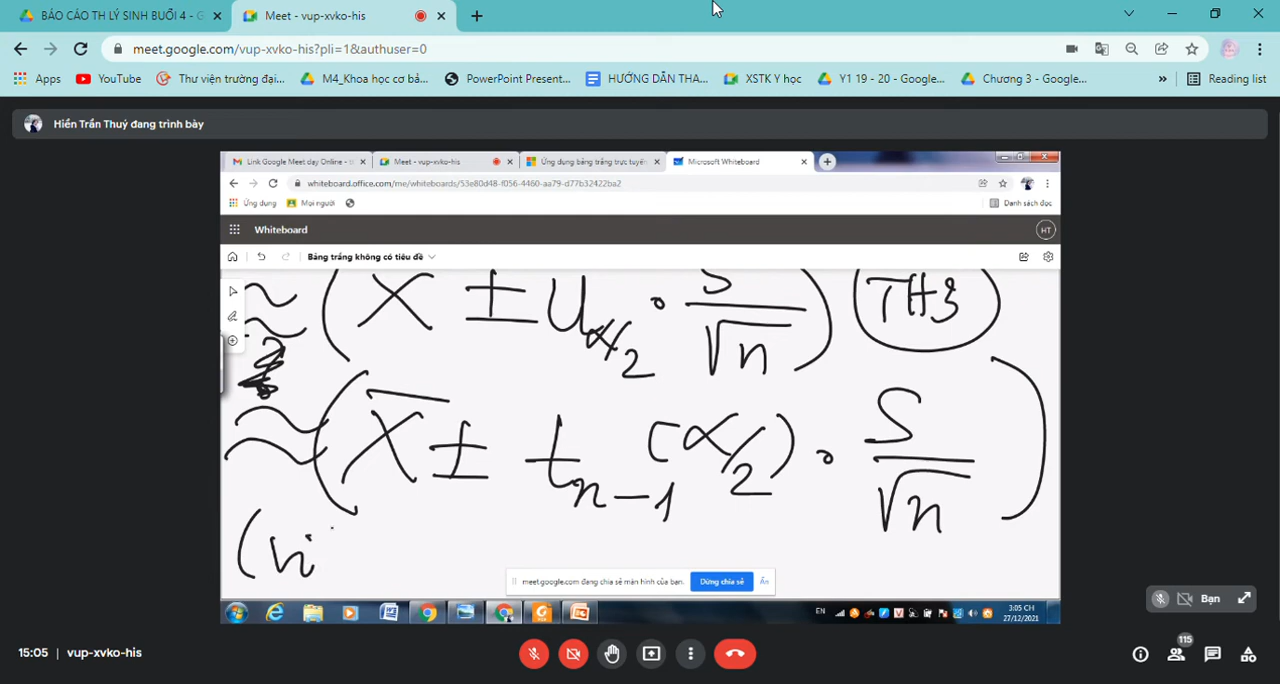 BÁO CÁO TH LÝ SINH BUỔI 4 - G
Meet - vup-xvko-his
meet.google.com/vup-xvko-his?pli=1&authuser=0
Apps YouTube Thư viện trường đại... M4_Khoa học cơ bả... PowerPoint Present... HƯỚNG DẪN THA... XSTK Y học Y1 19 - 20 - Google... Chương 3 - Google... » Reading list
Hiền Trần Thuý đang trình bày
Link Google Meet dạy Online - t Meet - vup-xvko-his Ứng dụng bảng trắng trực tuyến Microsoft Whiteboard
whiteboard.office.com/me/whiteboards/53e80d48-f056-4460-aa79-d77b32422ba2
Ứng dụng Mọi người Danh sách đọc
Whiteboard HT
Bảng trắng không có tiêu đề
≈ (X ± u α/2 . S/√n) TH3
≈ (X̄ ± t n-1 (α/2) . S/√n)
(vi
meet.google.com đang chia sẻ màn hình của bạn. Dừng chia sẻ Ẩn
EN 3:05 CH
27/12/2021
Bạn
15:05 | vup-xvko-his 115